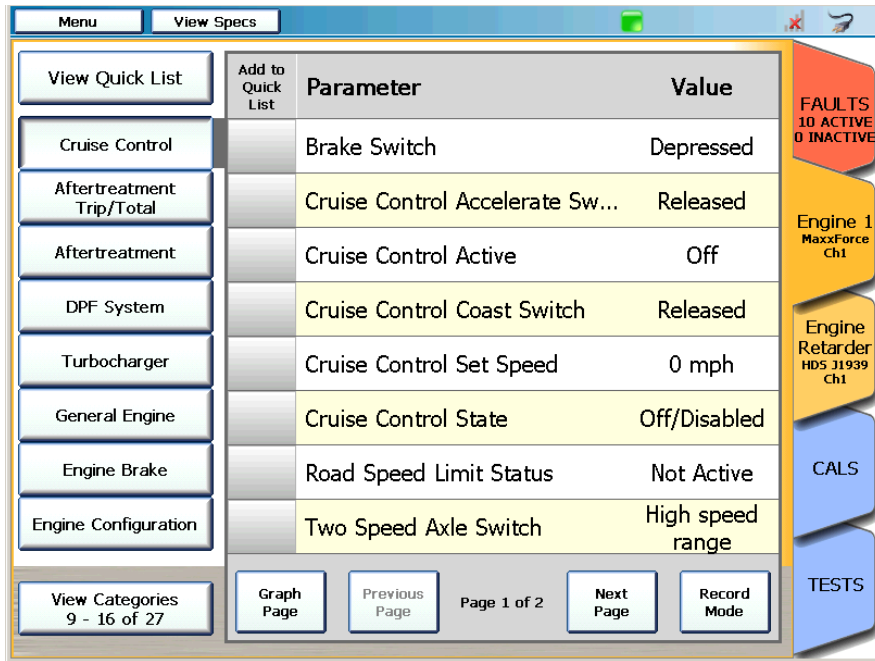 Menu
View Specs
View Quick List
Cruise Control
Aftertreatment
Trip/Total
Aftertreatment
DPF System
Turbocharger
General Engine
Engine Brake
Engine Configuration
View Categories
9 - 16 of 27
Add to
Quick
List
Parameter Value
Brake Switch Depressed
Cruise Control Accelerate Sw... Released
Cruise Control Active Off
Cruise Control Coast Switch Released
Cruise Control Set Speed 0 mph
Cruise Control State Off/Disabled
Road Speed Limit Status Not Active
Two Speed Axle Switch High speed
range
Graph
Page
Previous
Page
Page 1 of 2
Next
Page
Record
Mode
FAULTS
10 ACTIVE
0 INACTIVE
Engine 1
MaxxForce
Ch1
Engine
Retarder
HDS J1939
Ch1
CALS
TESTS